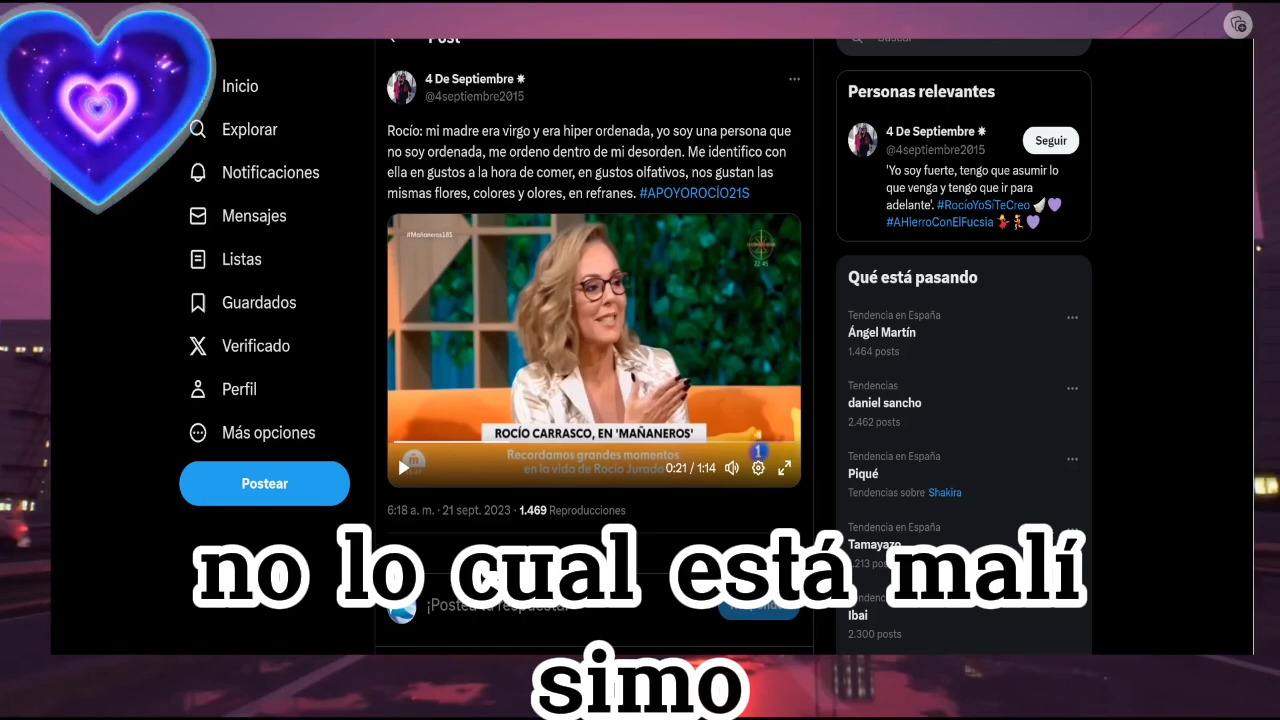 Post
Buscar
Inicio
Explorar
Notificaciones
Mensajes
Listas
Guardados
Verificado
Perfil
Más opciones
Postear
4 De Septiembre
@4septiembre2015
Rocío: mi madre era virgo y era hiper ordenada, yo soy una persona que
no soy ordenada, me ordeno dentro de mi desorden. Me identifico con
ella en gustos a la hora de comer, en gustos olfativos, nos gustan las
mismas flores, colores y olores, en refranes. #APOYOROCÍO21S
#Mañaneros185
22:45
ROCÍO CARRASCO, EN 'MAÑANEROS'
Recordamos grandes momentos
en la vida de Rocío Jurado
1
0:21 / 1:14
6:18 a. m. · 21 sept. 2023 · 1.469 Reproducciones
¡Postea tu respuesta!
Personas relevantes
4 De Septiembre
@4septiembre2015
Seguir
'Yo soy fuerte, tengo que asumir lo
que venga y tengo que ir para
adelante'. #RocíoYoSíTeCreo
#AHierroConElFucsia
Qué está pasando
Tendencia en España
Ángel Martín
1.464 posts
Tendencias
daniel sancho
2.462 posts
Tendencia en España
Piqué
Tendencias sobre Shakira
Tendencia en España
Tamayazo
Ibai
2.300 posts
no lo cual está malí
simo